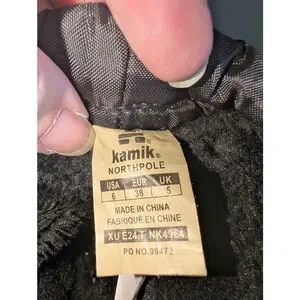 kamik®
NORTHPOLE
USA EUR UK
6 38 5
MADE IN CHINA
FABRIQUÉ EN CHINE
XU E24T NK4364
PO NO.99472